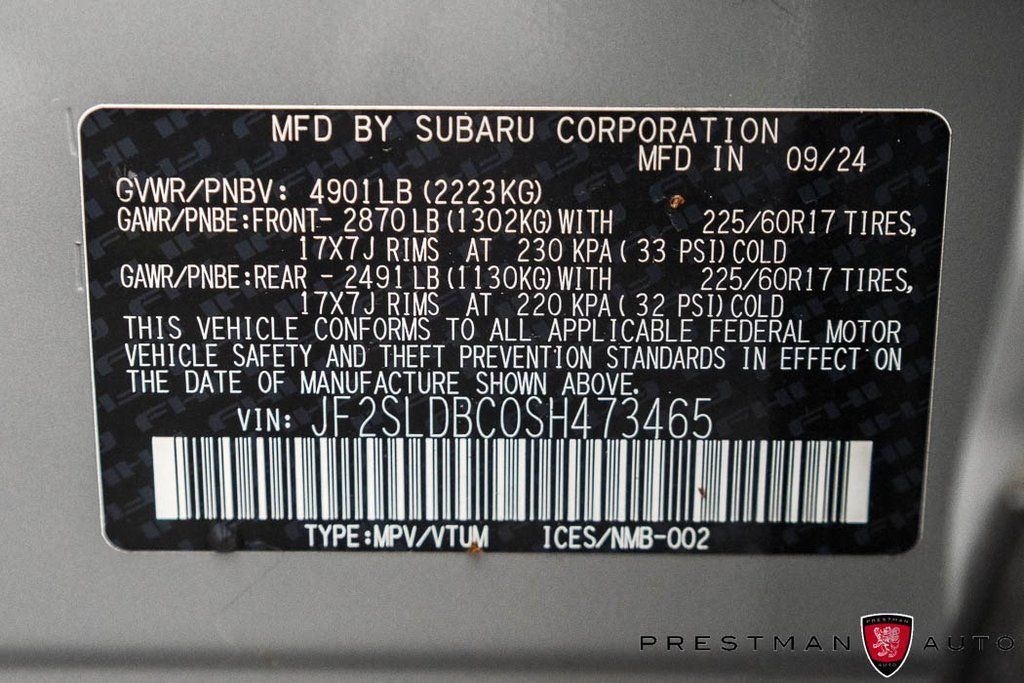 MFD BY SUBARU CORPORATION
MFD IN 09/24
GVWR/PNBV: 4901LB (2223KG)
GAWR/PNBE:FRONT- 2870LB(1302KG)WITH 225/60R17 TIRES,
17X7J RIMS AT 230 KPA( 33 PSI)COLD
GAWR/PNBE:REAR - 2491LB(1130KG)WITH 225/60R17 TIRES,
17X7J RIMS AT 220 KPA( 32 PSI)COLD
THIS VEHICLE CONFORMS TO ALL APPLICABLE FEDERAL MOTOR
VEHICLE SAFETY AND THEFT PREVENTION STANDARDS IN EFFECT ON
THE DATE OF MANUFACTURE SHOWN ABOVE.
VIN: JF2SLDBC0SH473465
TYPE:MPV/VTUM ICES/NMB-002
PRESTMAN AUTO
PRESTMAN
AUTO